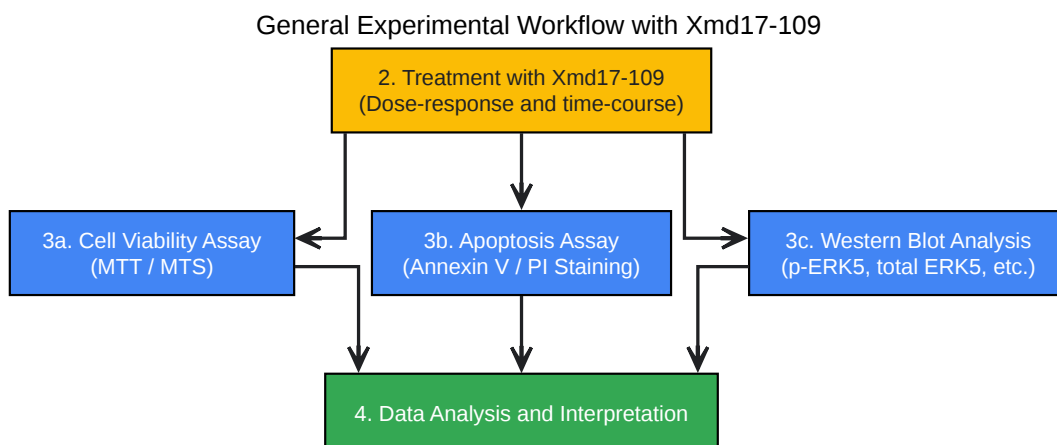 General Experimental Workflow with Xmd17-109
2. Treatment with Xmd17-109
(Dose-response and time-course)
3a. Cell Viability Assay
(MTT / MTS)
3b. Apoptosis Assay
(Annexin V / PI Staining)
3c. Western Blot Analysis
(p-ERK5, total ERK5, etc.)
4. Data Analysis and Interpretation